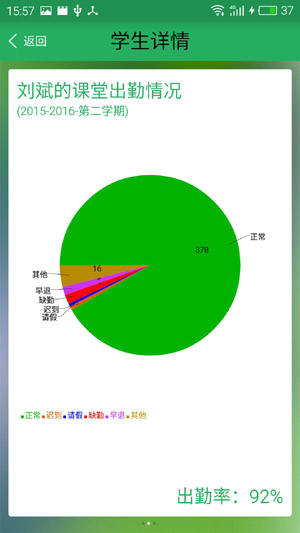 15:57 4G 37
返回 学生详情
刘斌的课堂出勤情况
(2015-2016-第二学期)
正常
378
16
其他
早退
缺勤
迟到
请假
正常 迟到 请假 缺勤 早退 其他
出勤率：92%